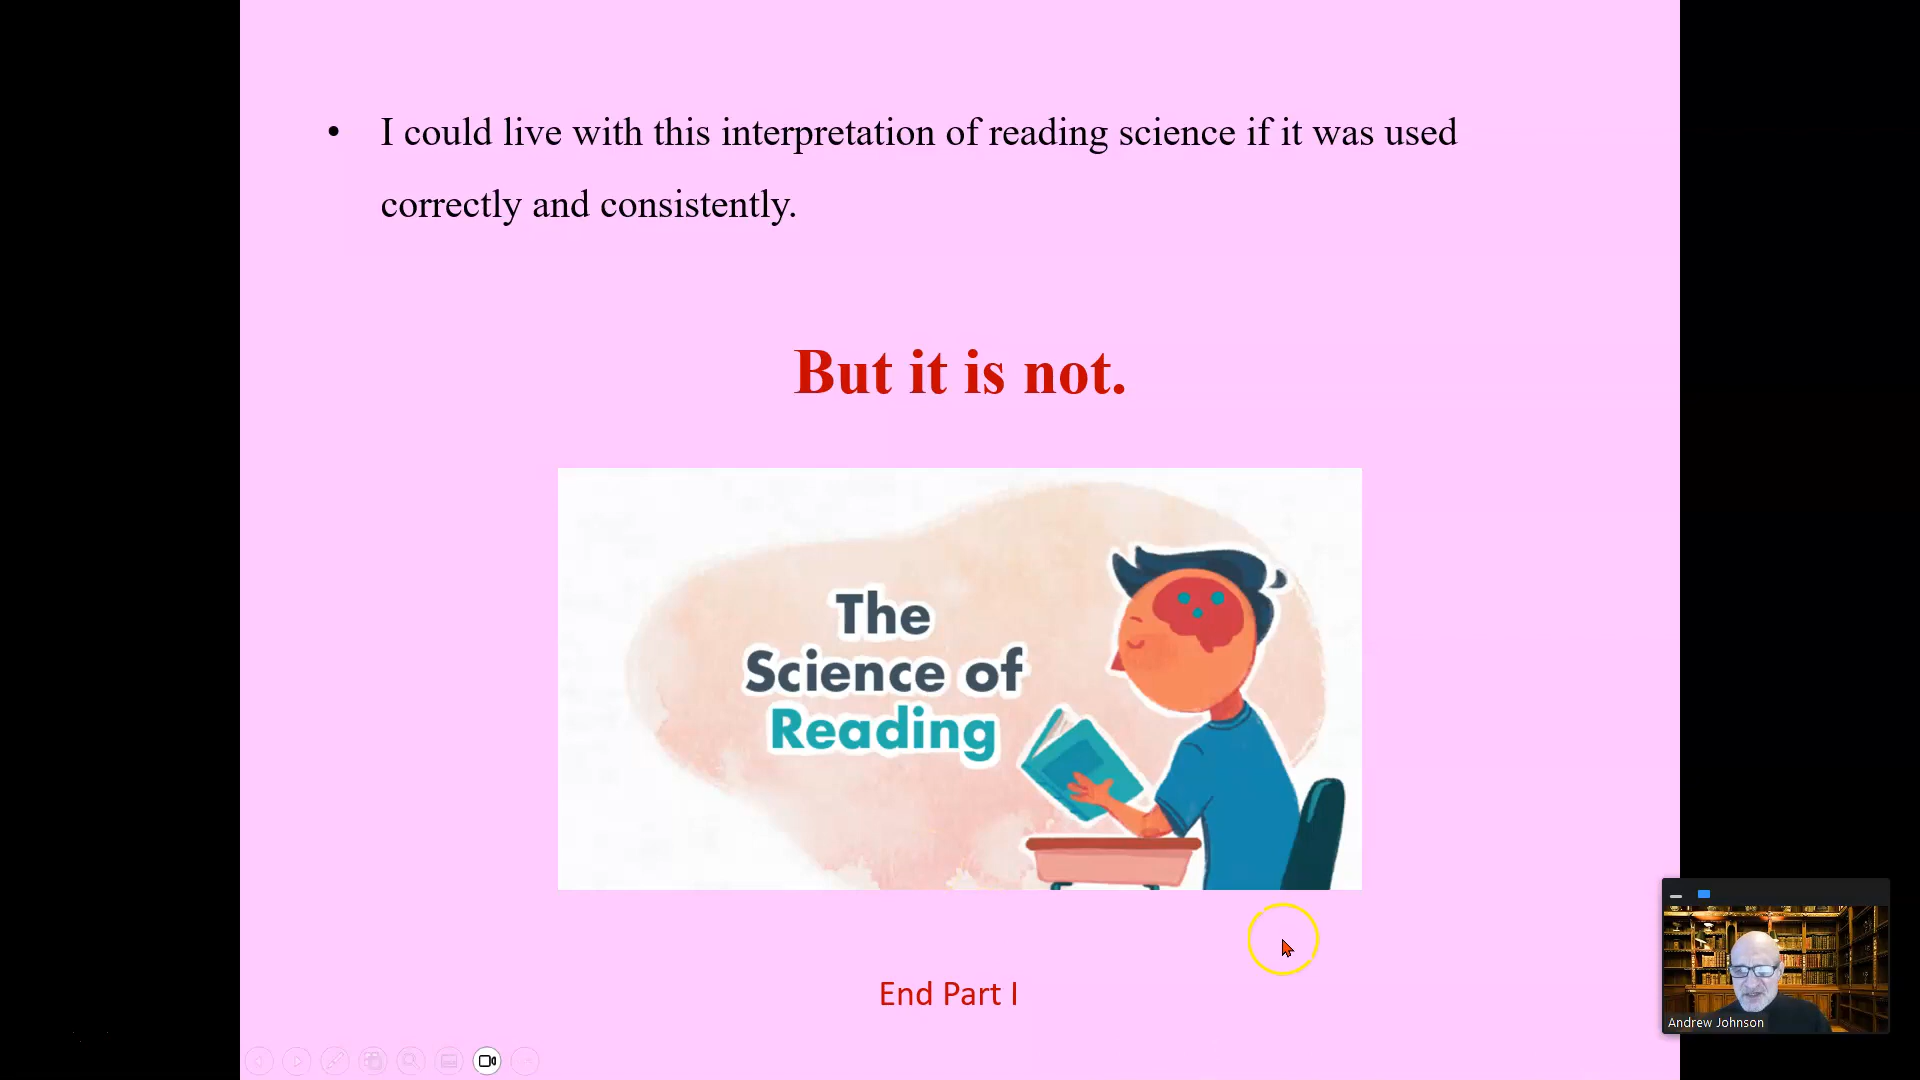 • I could live with this interpretation of reading science if it was used
correctly and consistently.
But it is not.
The
Science of
Reading
End Part I
Andrew Johnson